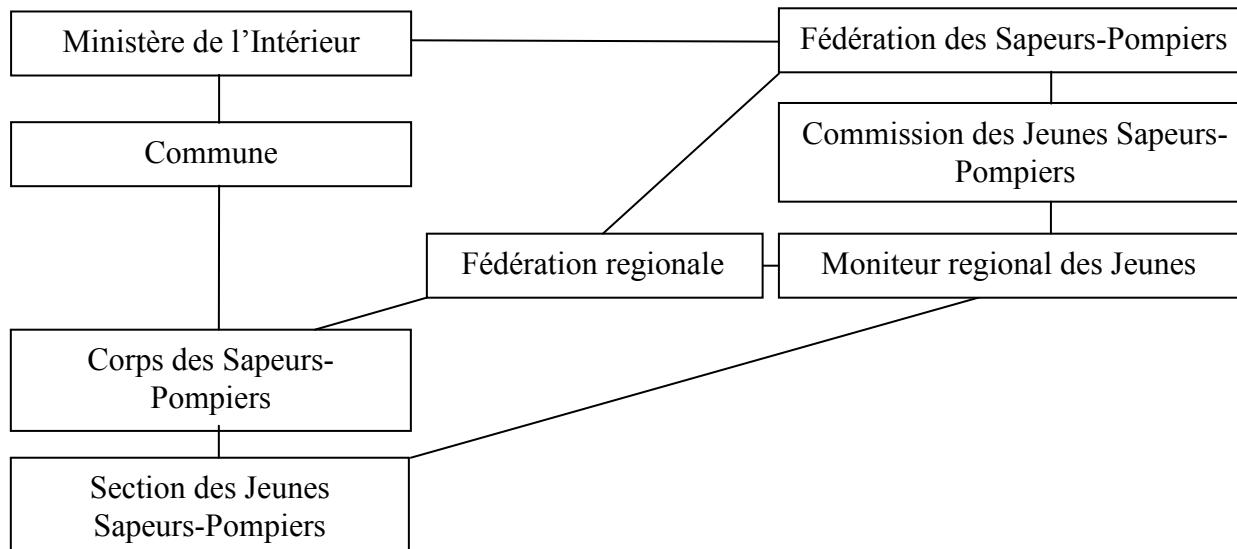 Ministère de l’Intérieur
Fédération des Sapeurs-Pompiers
Commune
Commission des Jeunes Sapeurs-
Pompiers
Fédération regionale
Moniteur regional des Jeunes
Corps des Sapeurs-
Pompiers
Section des Jeunes
Sapeurs-Pompiers